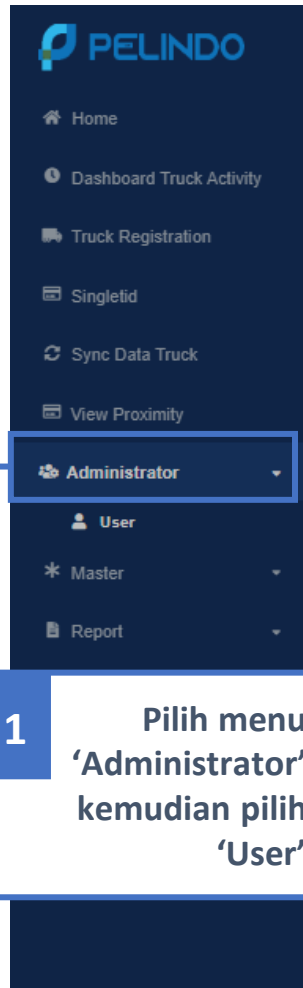 PELINDO
Home
Dashboard Truck Activity
Truck Registration
Singletid
Sync Data Truck
View Proximity
Administrator
User
Master
Report
1
Pilih menu
‘Administrator’
kemudian pilih
‘User’